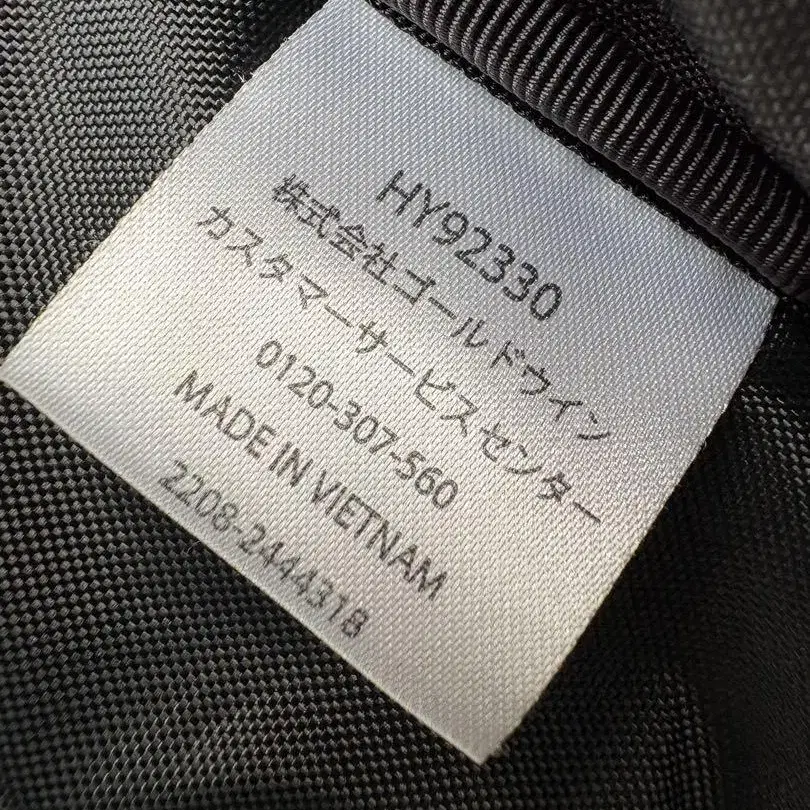 HY92330
株式会社ゴールドウイン
カスタマーサービスセンター
0120-307-560
MADE IN VIETNAM
2208-2444318